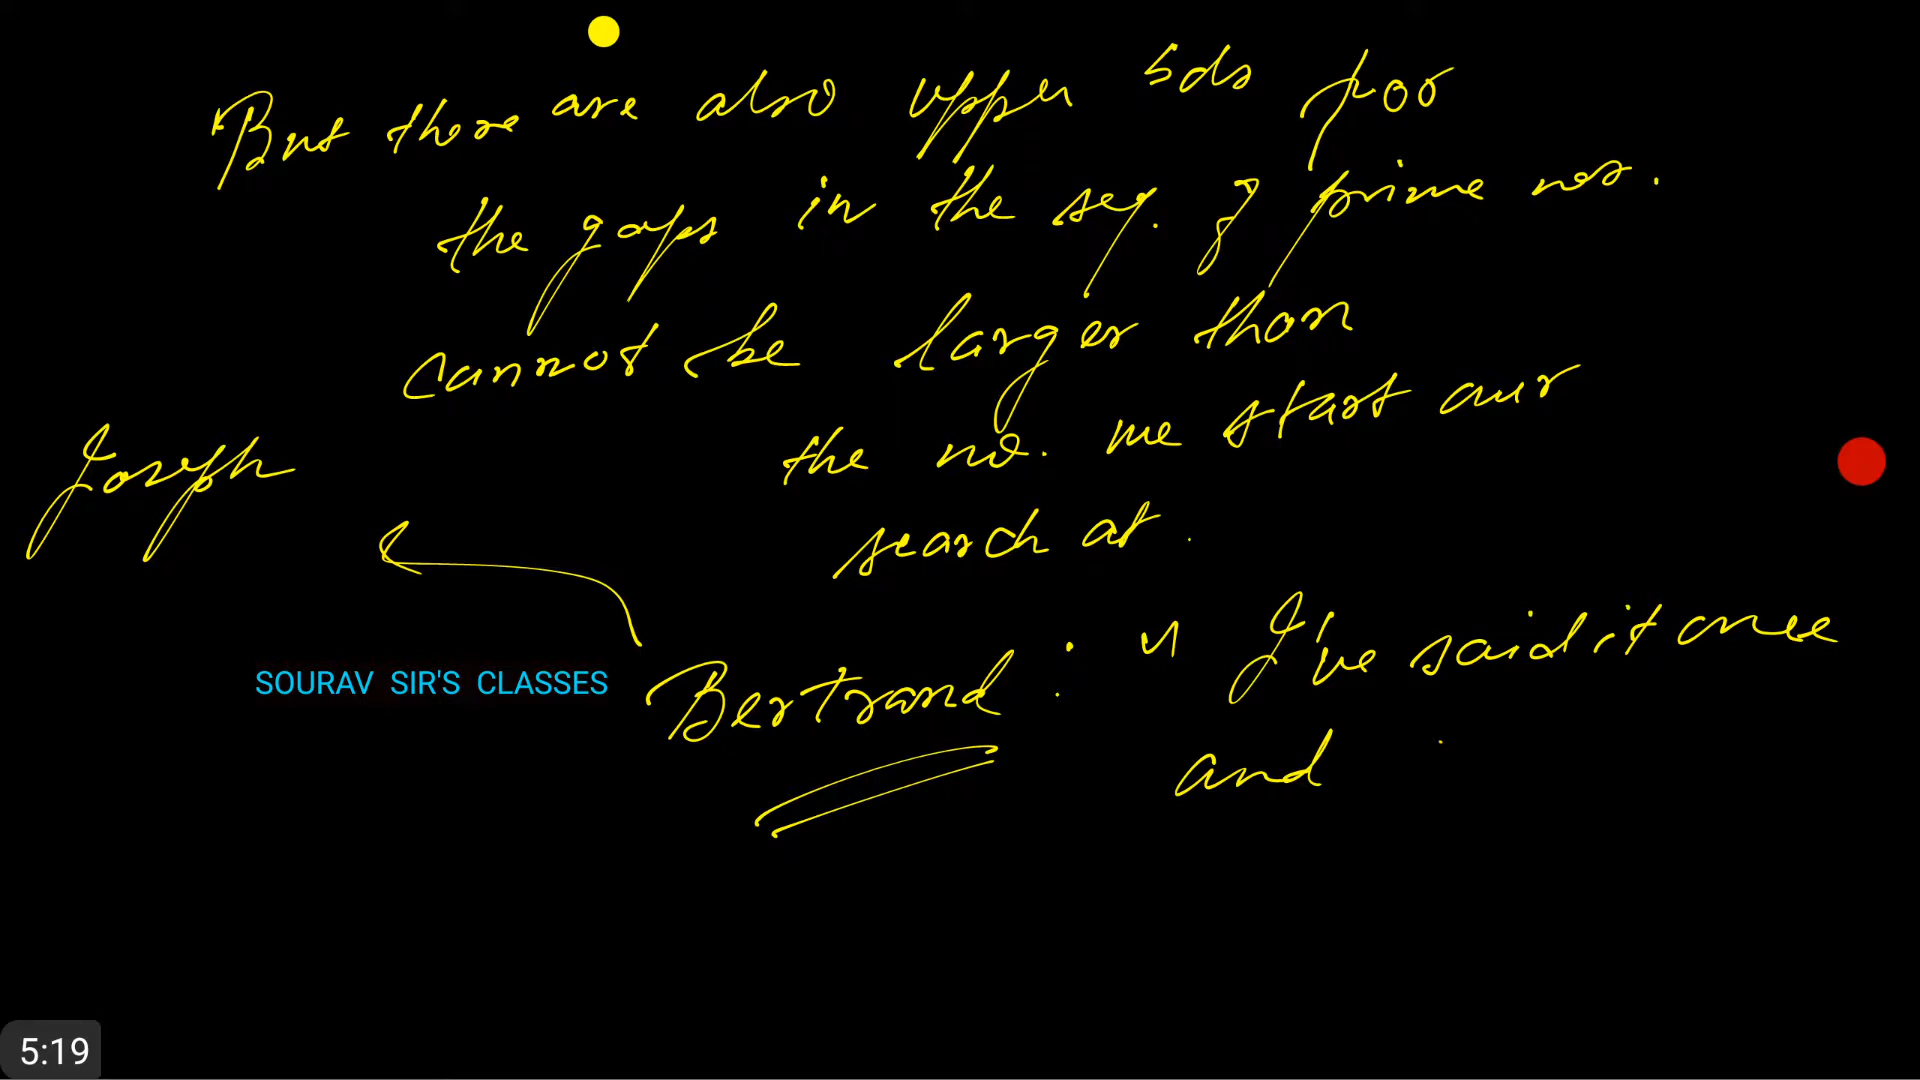 But there are also upper bds for
the gaps in the seq. of prime nos.
cannot be larger than
the no. we start our
search at.
Joseph
Bertrand : " I've said it once
and
SOURAV SIR'S CLASSES
5:19